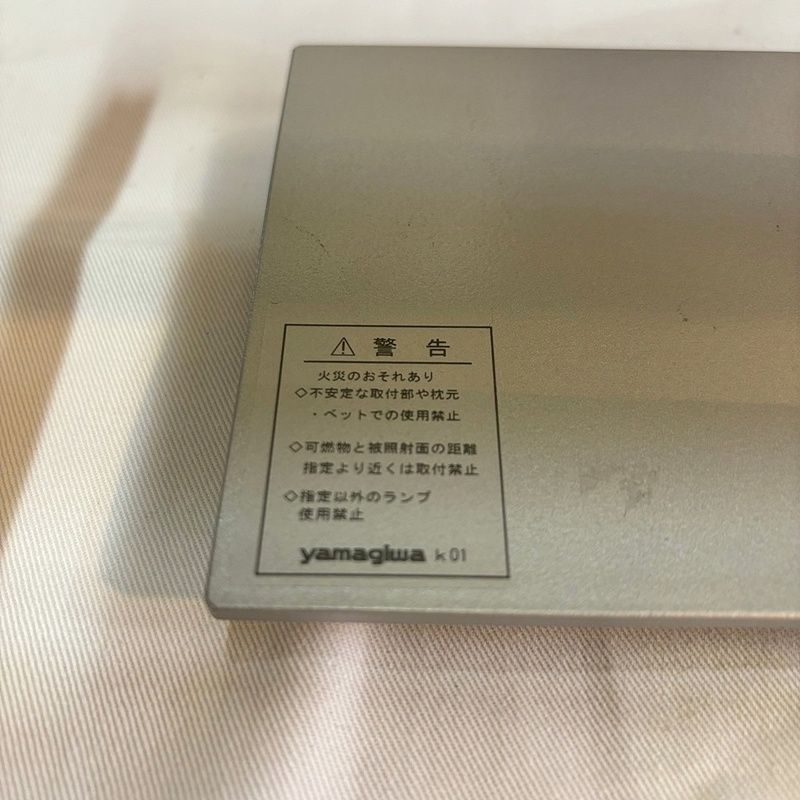 ⚠ 警告
火災のおそれあり
◇不安定な取付部や枕元
・ベットでの使用禁止
◇可燃物と被照射面の距離
指定より近くは取付禁止
◇指定以外のランプ
使用禁止
yamagiwa k01